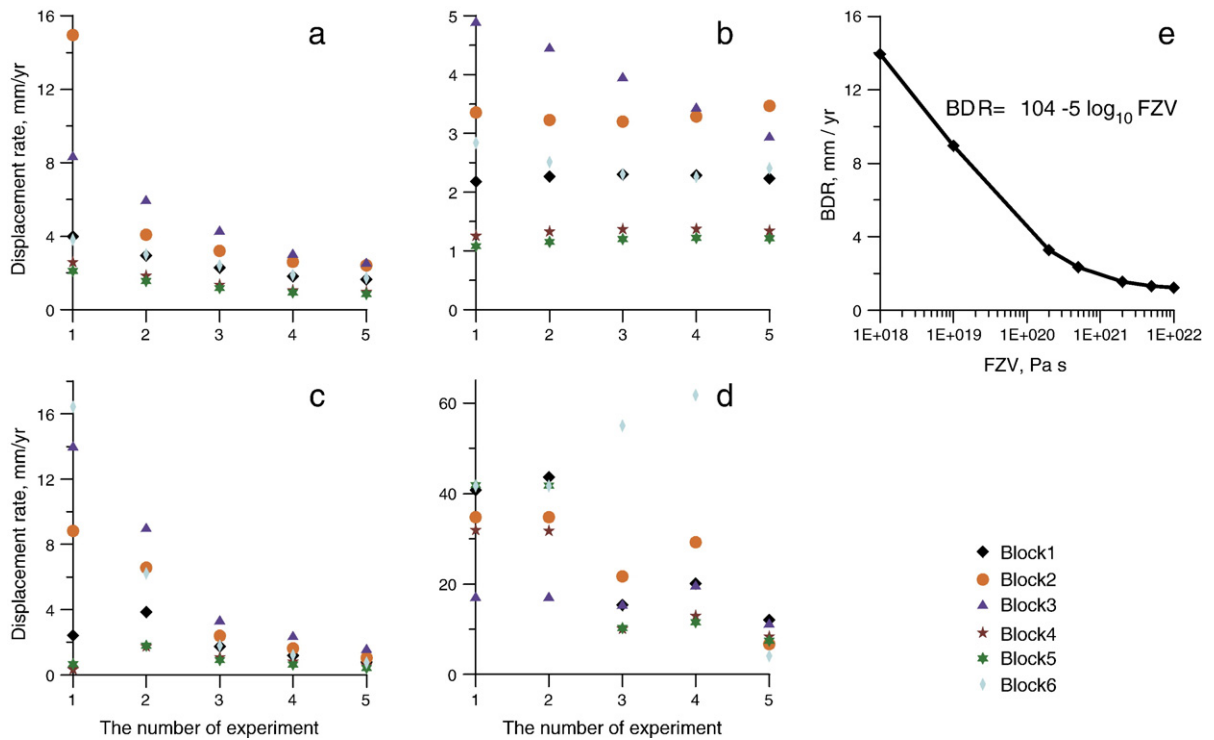 a
Displacement rate, mm/yr
16
12
8
4
0
1 2 3 4 5
b
5
4
3
2
1
0
1 2 3 4 5
e
BDR= 104 -5 log10 FZV
BDR, mm / yr
16
12
8
4
0
1E+018 1E+019 1E+020 1E+021 1E+022
FZV, Pa s
c
Displacement rate, mm/yr
16
12
8
4
0
1 2 3 4 5
The number of experiment
d
60
40
20
0
1 2 3 4 5
The number of experiment
Block1
Block2
Block3
Block4
Block5
Block6